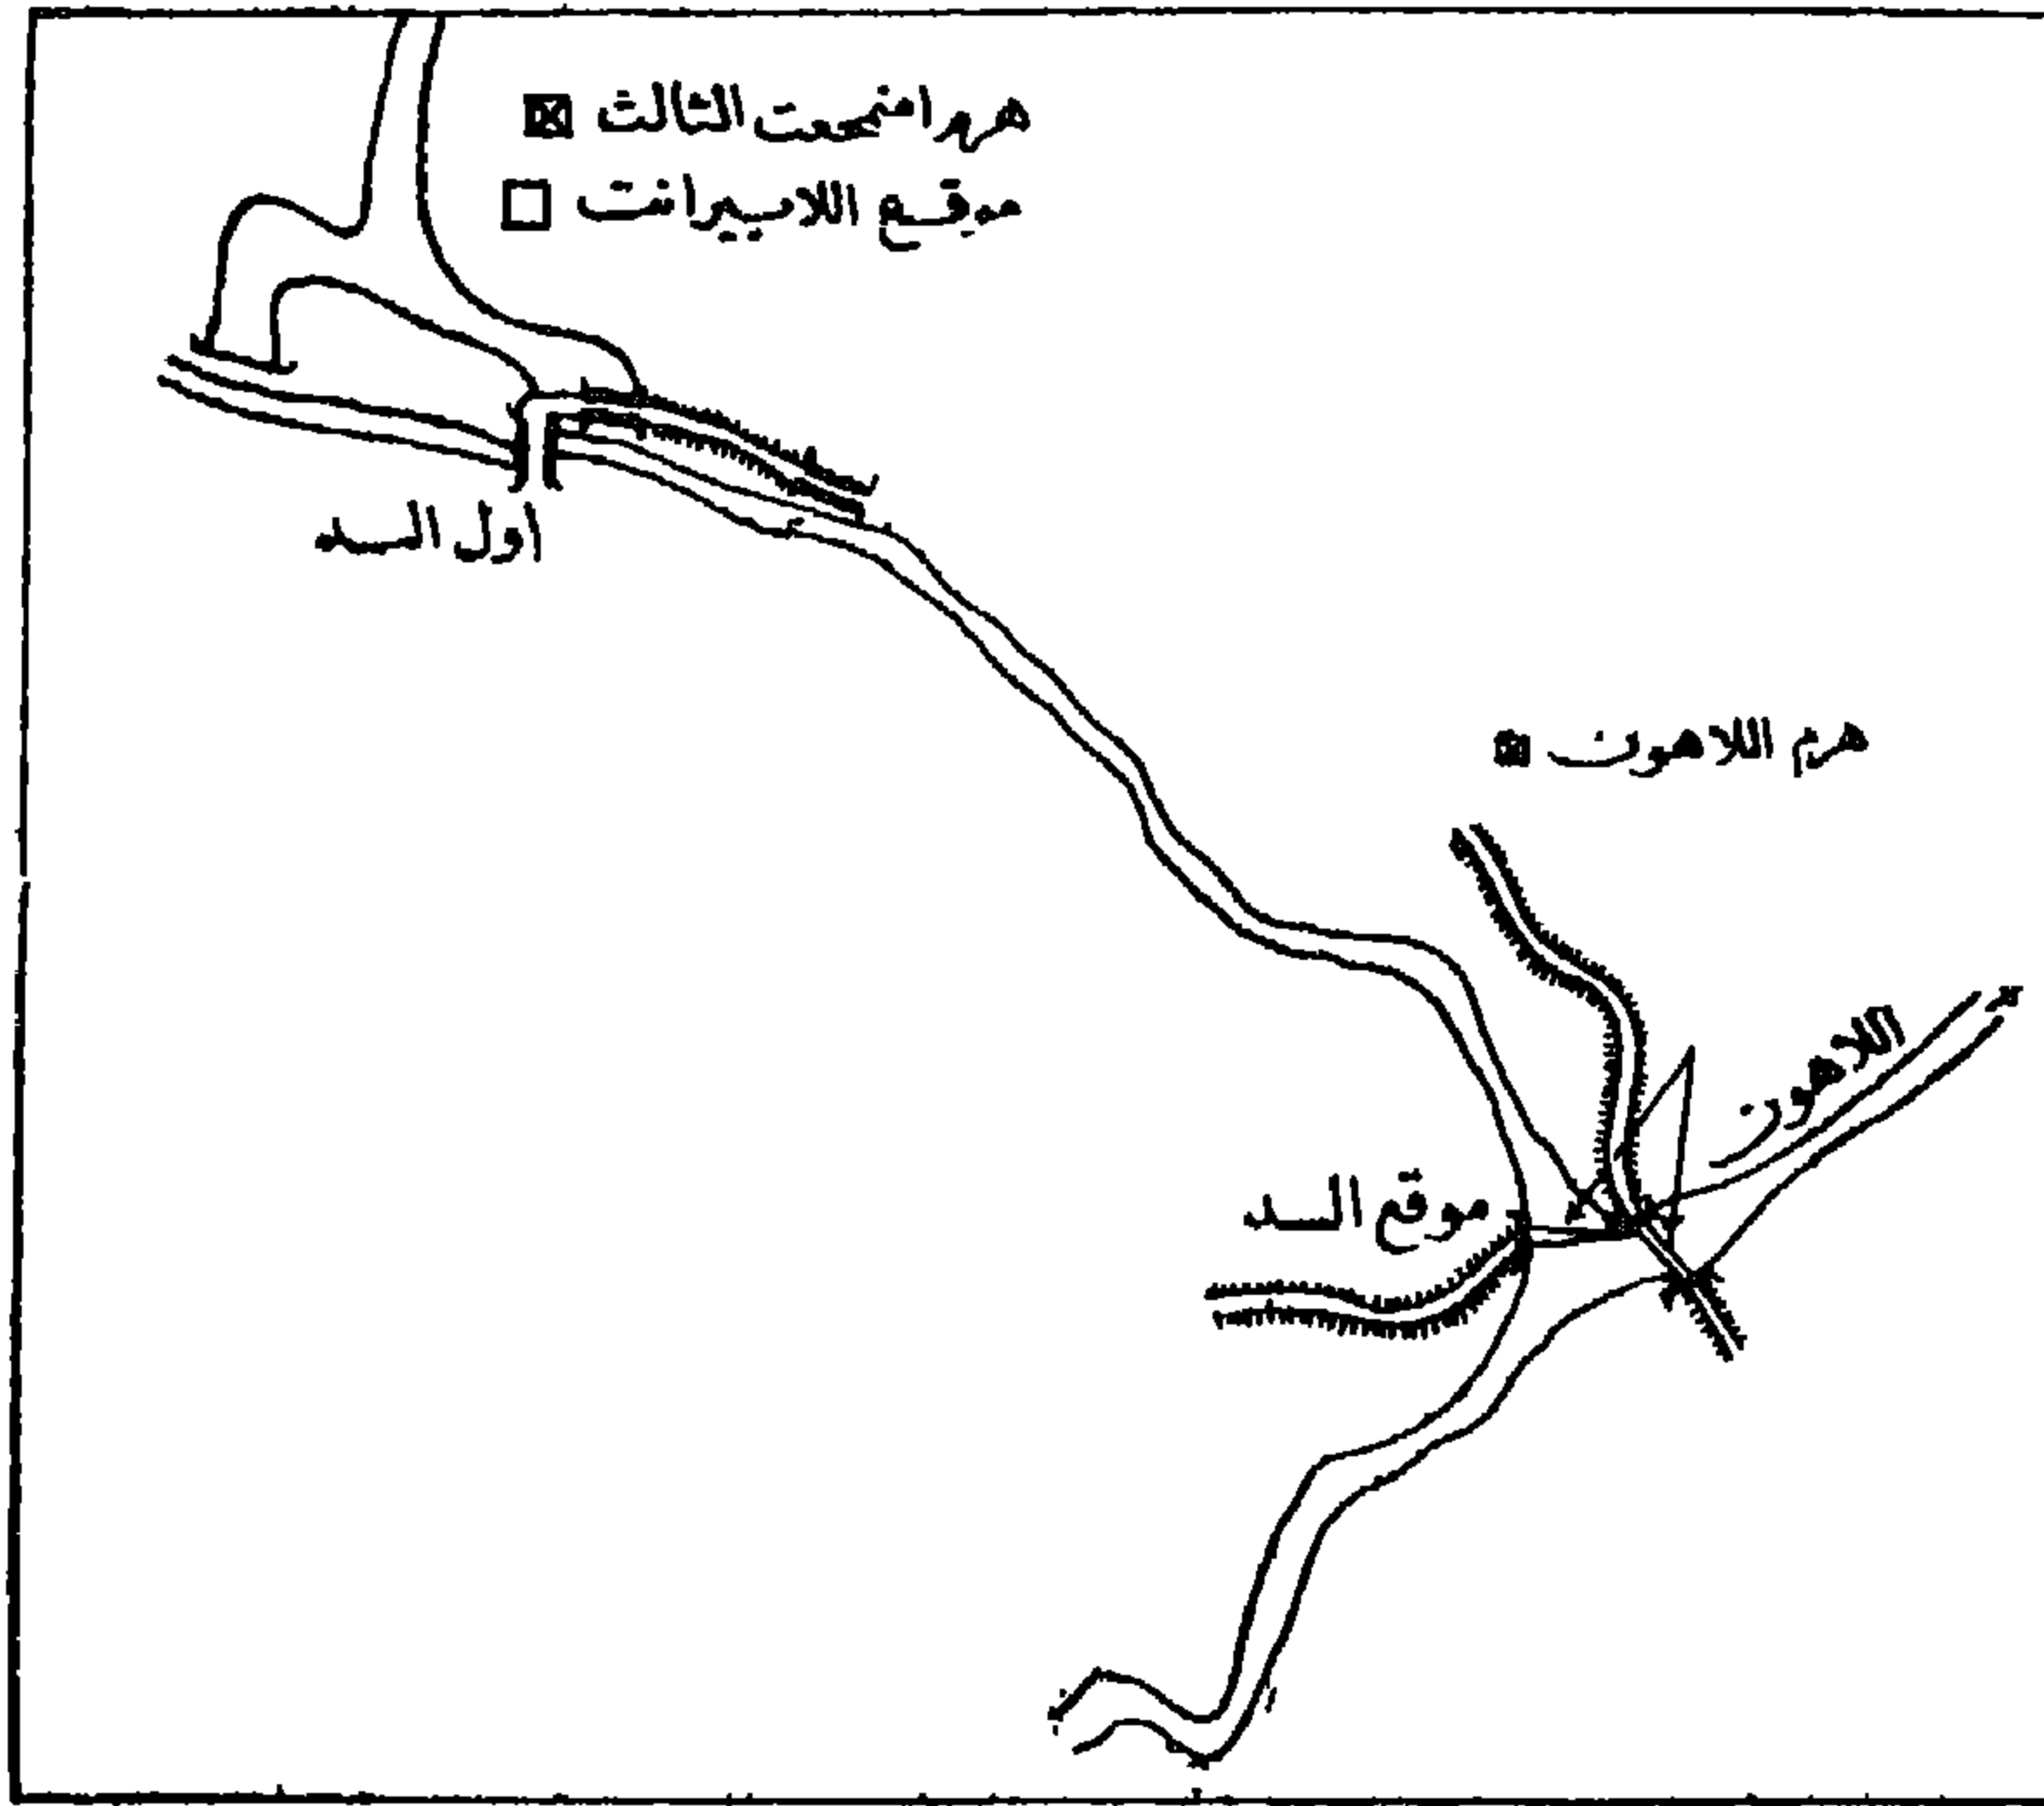 هرم امنمحت الثالث
موقع اللابيرانت
اول السد
هرم اللاهون
اللاهون
موقع السد